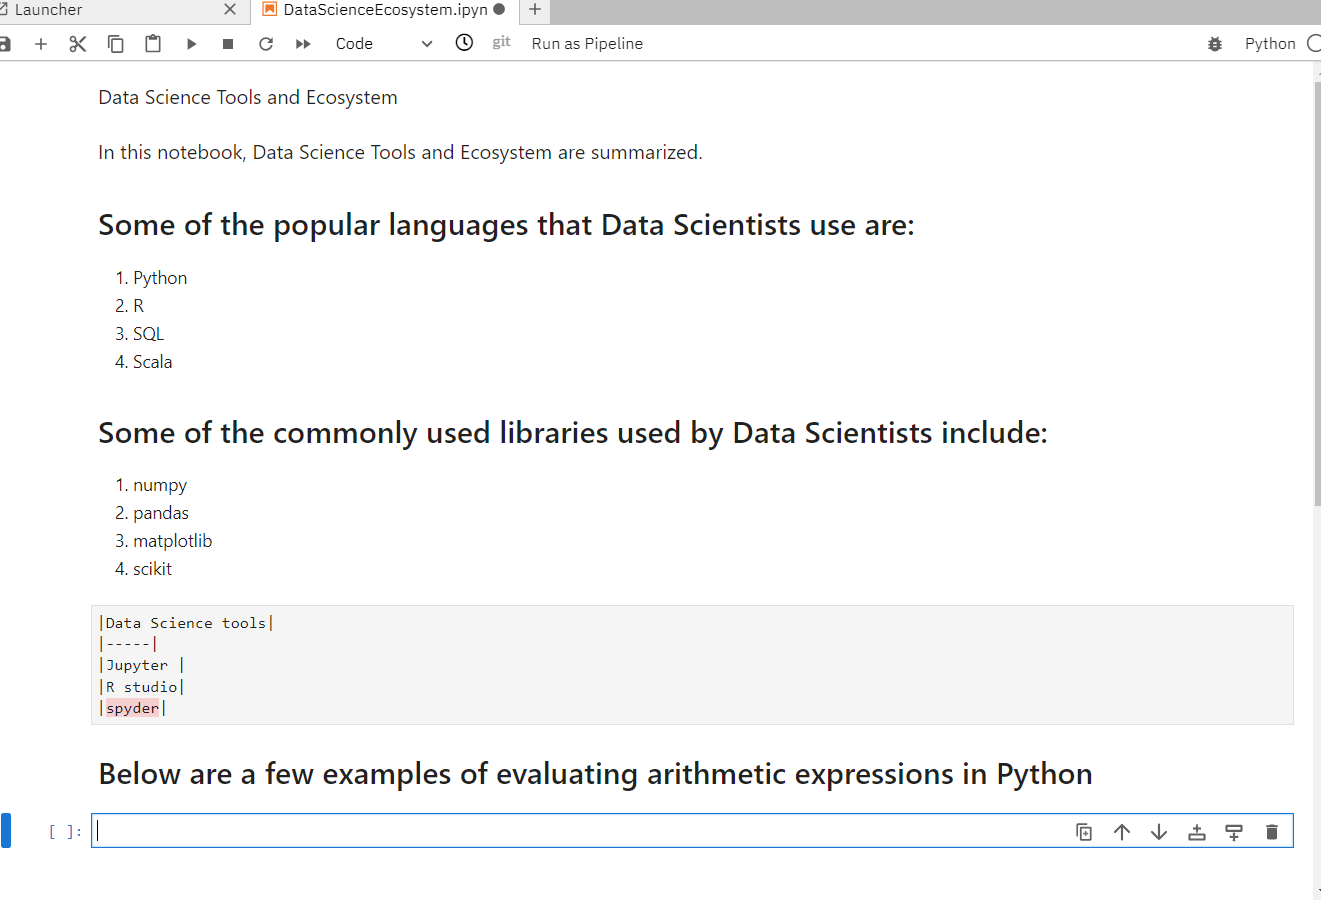 Launcher
DataScienceEcosystem.ipyn
Code
git
Run as Pipeline
Python
Data Science Tools and Ecosystem
In this notebook, Data Science Tools and Ecosystem are summarized.
Some of the popular languages that Data Scientists use are:
1. Python
2. R
3. SQL
4. Scala
Some of the commonly used libraries used by Data Scientists include:
1. numpy
2. pandas
3. matplotlib
4. scikit
|Data Science tools|
|-----|
|Jupyter |
|R studio|
|spyder|
Below are a few examples of evaluating arithmetic expressions in Python
[ ]: